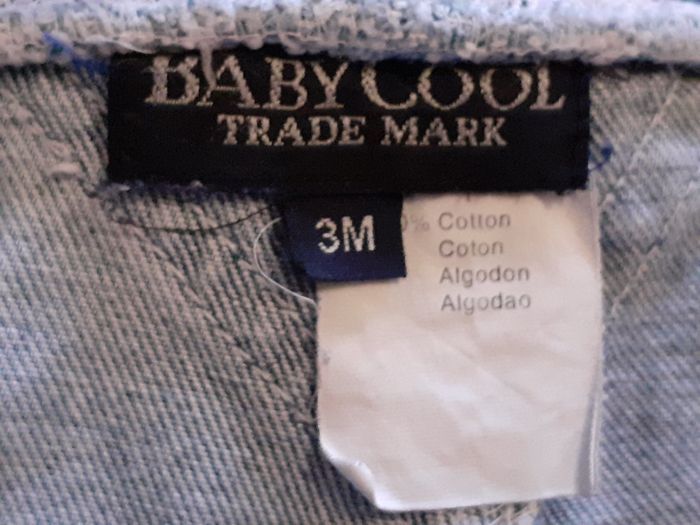 BABY COOL
TRADE MARK
3M
% Cotton
Coton
Algodon
Algodao